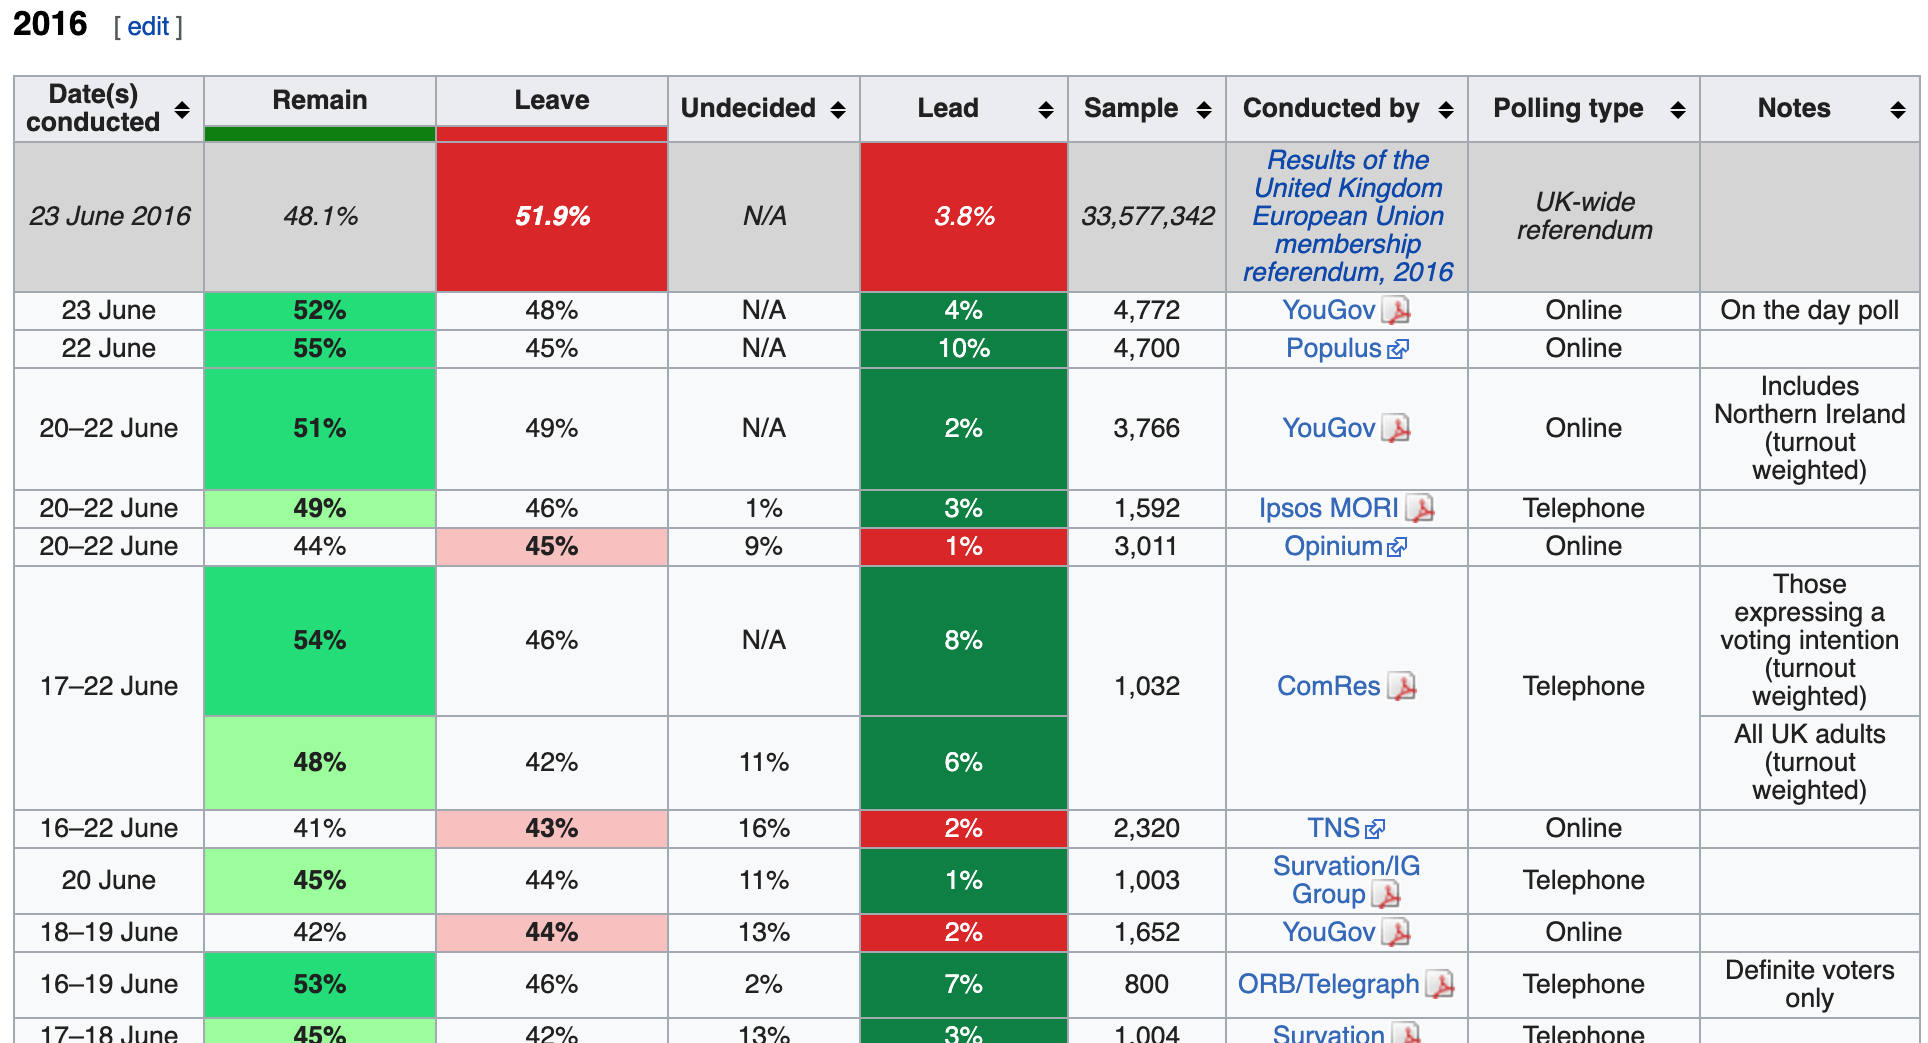 2016 [ edit ]
Date(s) conducted Remain Leave Undecided Lead Sample Conducted by Polling type Notes
23 June 2016 48.1% 51.9% N/A 3.8% 33,577,342 Results of the United Kingdom European Union membership referendum, 2016 UK-wide referendum
23 June 52% 48% N/A 4% 4,772 YouGov Online On the day poll
22 June 55% 45% N/A 10% 4,700 Populus Online
20–22 June 51% 49% N/A 2% 3,766 YouGov Online Includes Northern Ireland (turnout weighted)
20–22 June 49% 46% 1% 3% 1,592 Ipsos MORI Telephone
20–22 June 44% 45% 9% 1% 3,011 Opinium Online
17–22 June 54% 46% N/A 8% 1,032 ComRes Telephone Those expressing a voting intention (turnout weighted)
48% 42% 11% 6% All UK adults (turnout weighted)
16–22 June 41% 43% 16% 2% 2,320 TNS Online
20 June 45% 44% 11% 1% 1,003 Survation/IG Group Telephone
18–19 June 42% 44% 13% 2% 1,652 YouGov Online
16–19 June 53% 46% 2% 7% 800 ORB/Telegraph Telephone Definite voters only
17–18 June 45% 42% 13% 3% 1,004 Survation Telephone